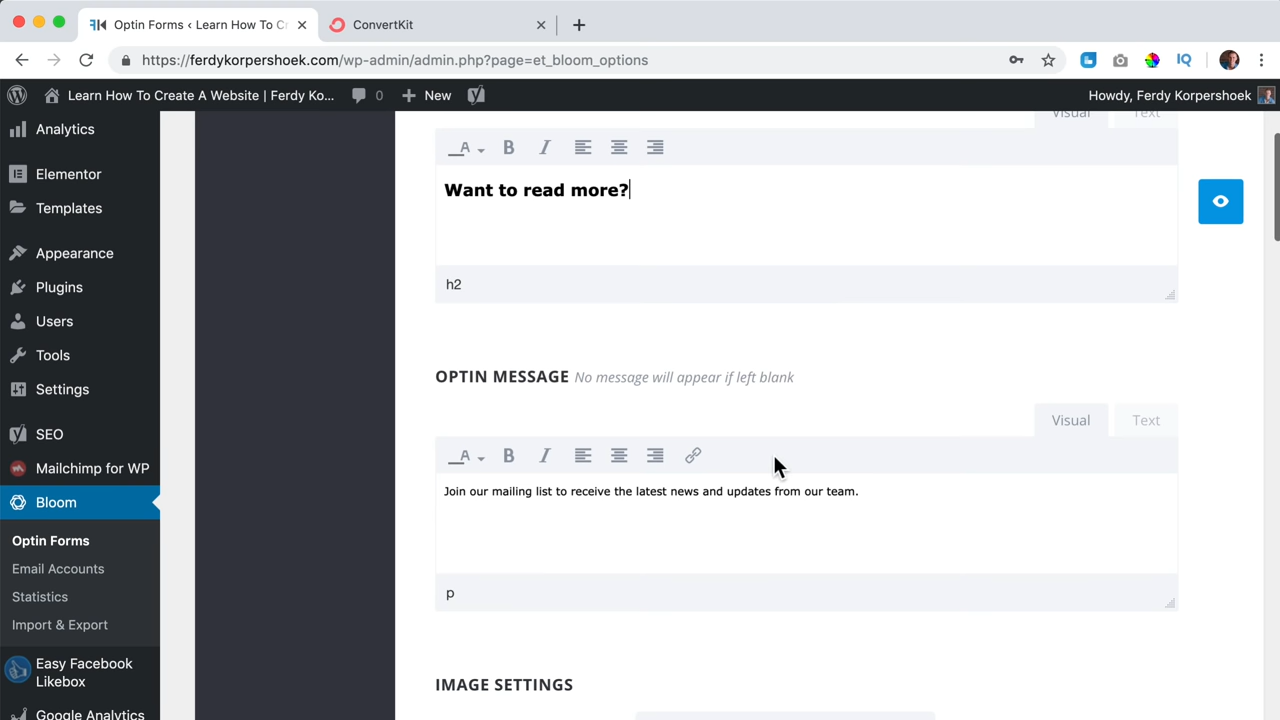 Optin Forms ‹ Learn How To C
ConvertKit
https://ferdykorpershoek.com/wp-admin/admin.php?page=et_bloom_options
Learn How To Create A Website | Ferdy Ko...
0
New
Howdy, Ferdy Korpershoek
Analytics
Elementor
Templates
Appearance
Plugins
Users
Tools
Settings
SEO
Mailchimp for WP
Bloom
Optin Forms
Email Accounts
Statistics
Import & Export
Easy Facebook
Likebox
Google Analytics
Visual Text
A B I
Want to read more?
h2
OPTIN MESSAGE No message will appear if left blank
Visual Text
A B I
Join our mailing list to receive the latest news and updates from our team.
p
IMAGE SETTINGS